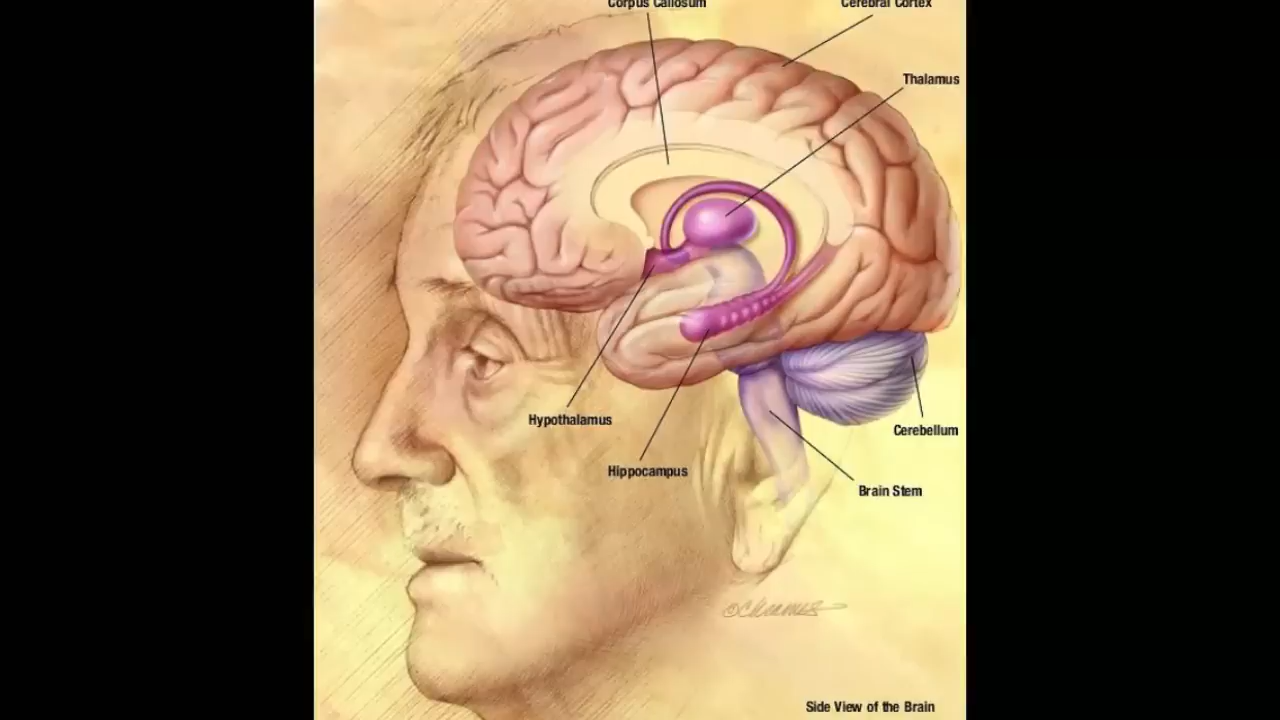 Corpus Callosum
Cerebral Cortex
Thalamus
Hypothalamus
Cerebellum
Hippocampus
Brain Stem
Side View of the Brain